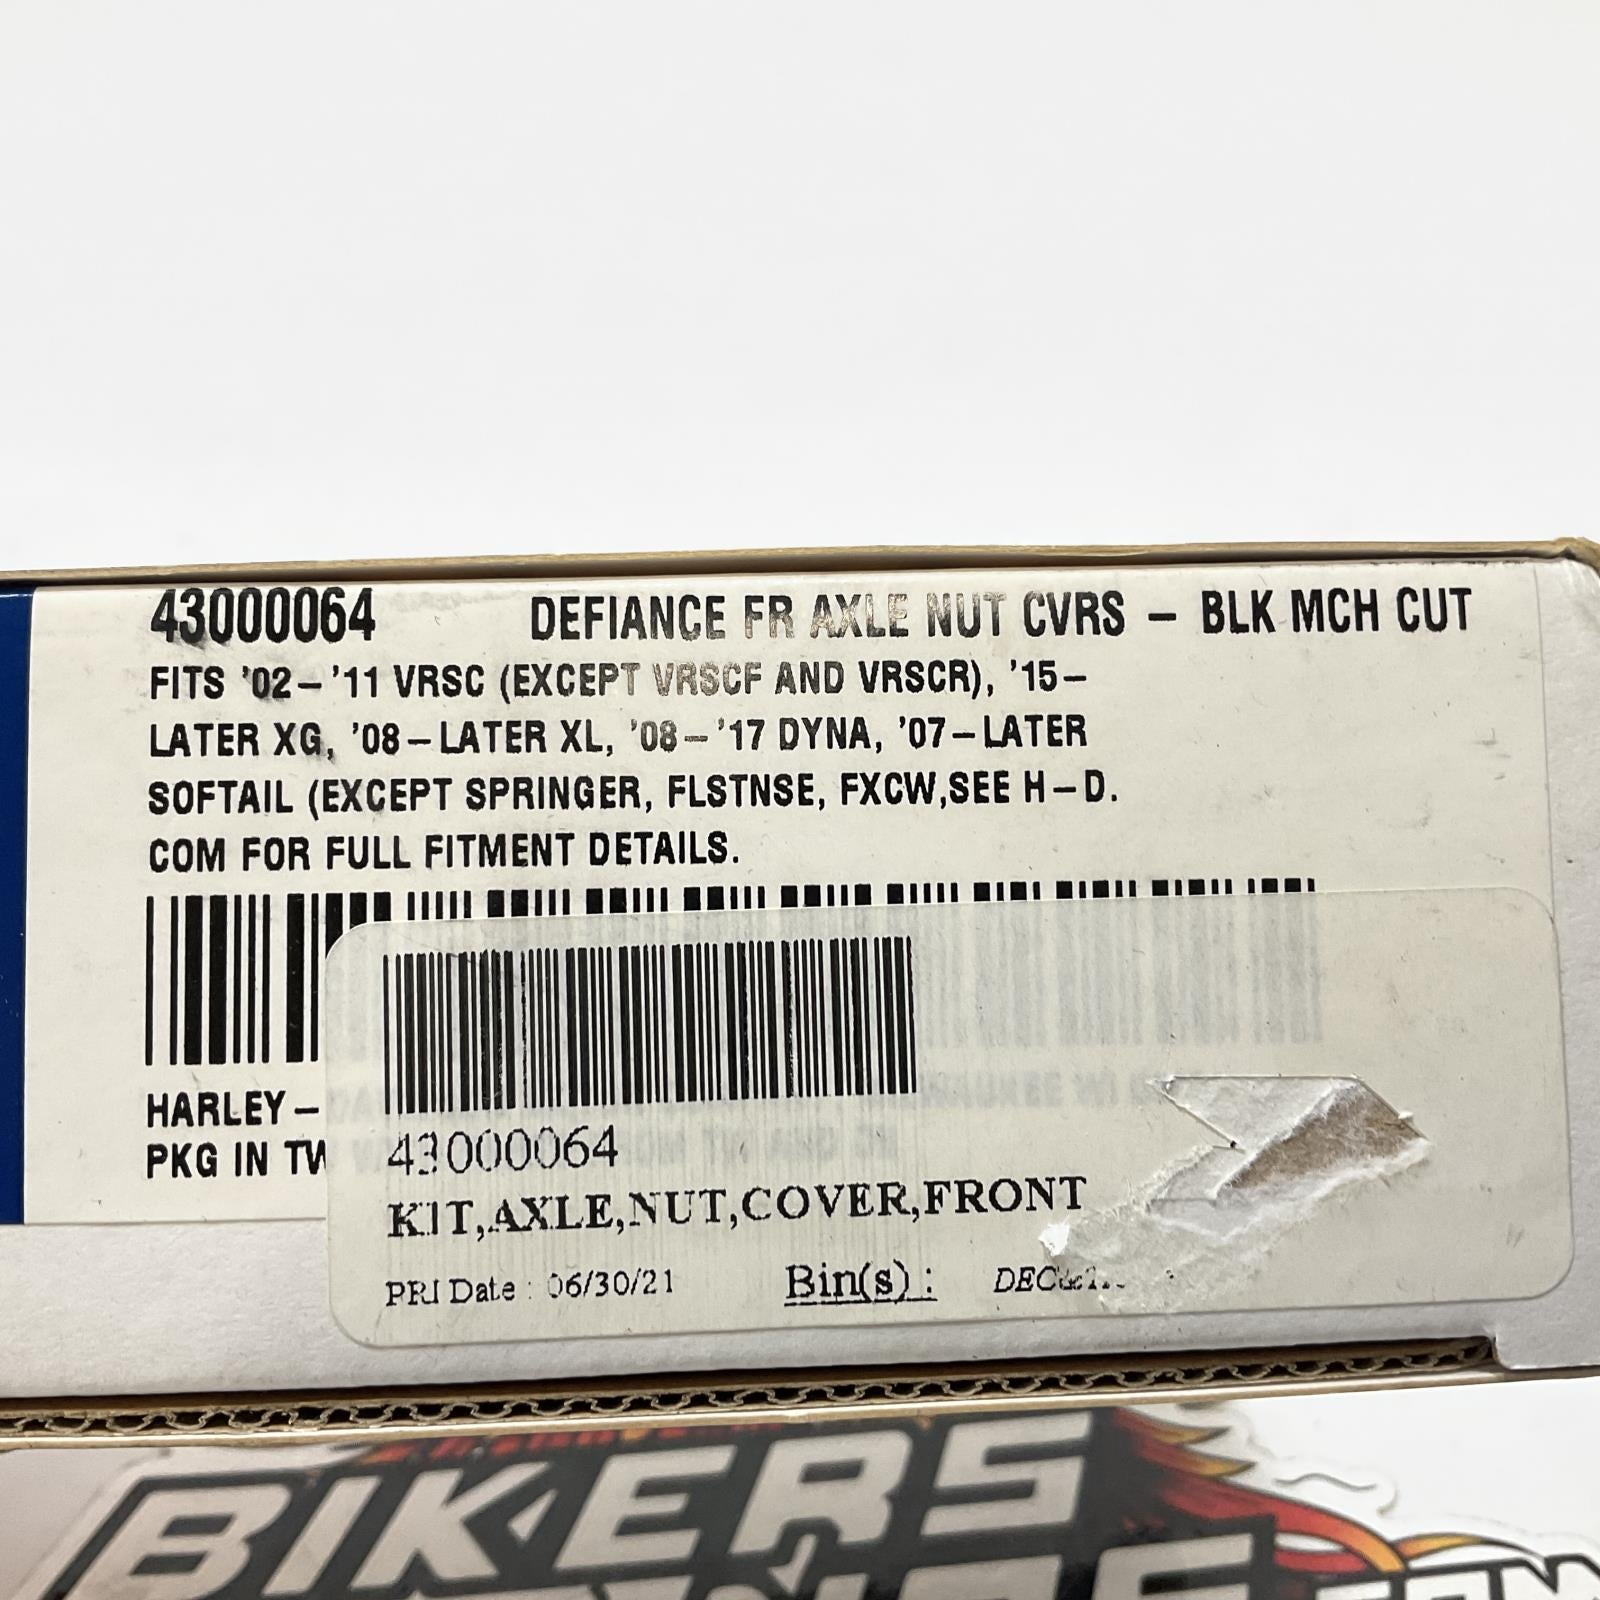 43000064 DEFIANCE FR AXLE NUT CVRS - BLK MCH CUT
FITS '02-'11 VRSC (EXCEPT VRSCF AND VRSCR), '15-
LATER XG, '08-LATER XL, '08-'17 DYNA, '07-LATER
SOFTAIL (EXCEPT SPRINGER, FLSTNSE, FXCW,SEE H-D.
COM FOR FULL FITMENT DETAILS.
HARLEY-
PKG IN TW
43000064
KIT,AXLE,NUT,COVER,FRONT
PRI Date : 06/30/21 Bin(s) :
BIKERS